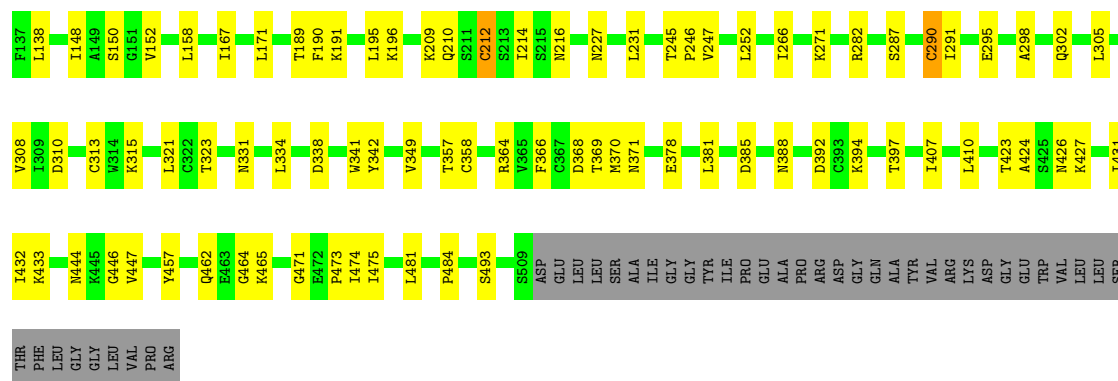 F137 L138 I148 A149 S150 G151 V152 L158 I167 L171 T189 F190 K191 L195 K196 K209 Q210 S211 C212 S213 I214 S215 N216 N227 L231 T245 P246 V247 L252 I266 K271 R282 S287 C290 I291 E295 A298 Q302 L305
V308 I309 D310 C313 W314 K315 L321 C322 T323 N331 L334 D338 W341 Y342 V349 T357 C358 R364 V365 F366 C367 D368 T369 M370 N371 E378 L381 D385 N388 D392 C393 K394 T397 I407 L410 T423 A424 S425 N426 K427
I432 K433 N444 K445 G446 V447 Y457 Q462 E463 G464 K465 G471 E472 P473 I474 I475 L481 P484 S493 S509 ASP GLU LEU LEU SER ALA ILE GLY GLY TYR ILE PRO GLU ALA PRO ARG ASP GLY GLN ALA TYR VAL ARG LYS ASP GLY GLU TRP VAL LEU LEU
THR PHE LEU GLY GLY LEU VAL PRO ARG